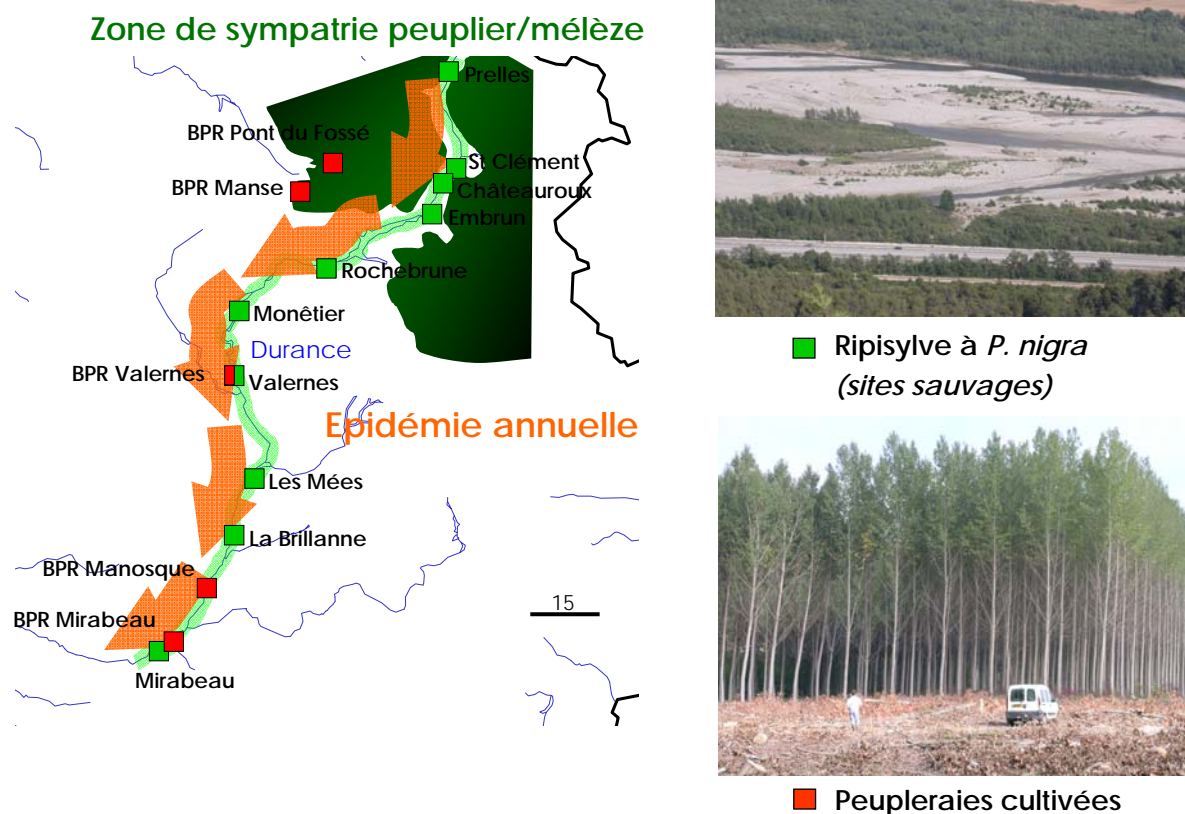 Zone de sympatrie peuplier/mélèze
Prelles
BPR Pont du Fossé
St Clément
BPR Manse
Châteauroux
Embrun
Rochebrune
Monêtier
Durance
BPR Valernes
Valernes
Epidémie annuelle
Les Mées
La Brillanne
BPR Manosque
15
BPR Mirabeau
Mirabeau
Ripisylve à P. nigra
(sites sauvages)
Peupleraies cultivées